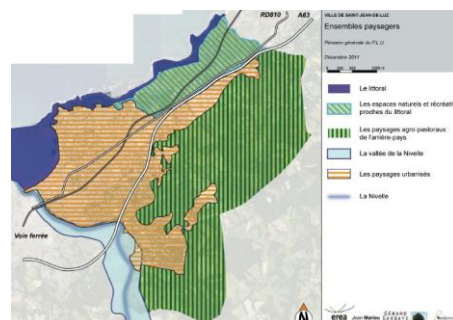 RD810
A63
Voie ferrée
VILLE DE SAINT-JEAN-DE-LUZ
Ensembles paysagers
Révision générale du P.L.U
Décembre 2011
Le littoral
Les espaces naturels et récréatifs
proches du littoral
Les paysages agro-pastoraux
de l'arrière-pays
La vallée de la Nivelle
Les paysages urbanisés
La Nivelle
N
erea